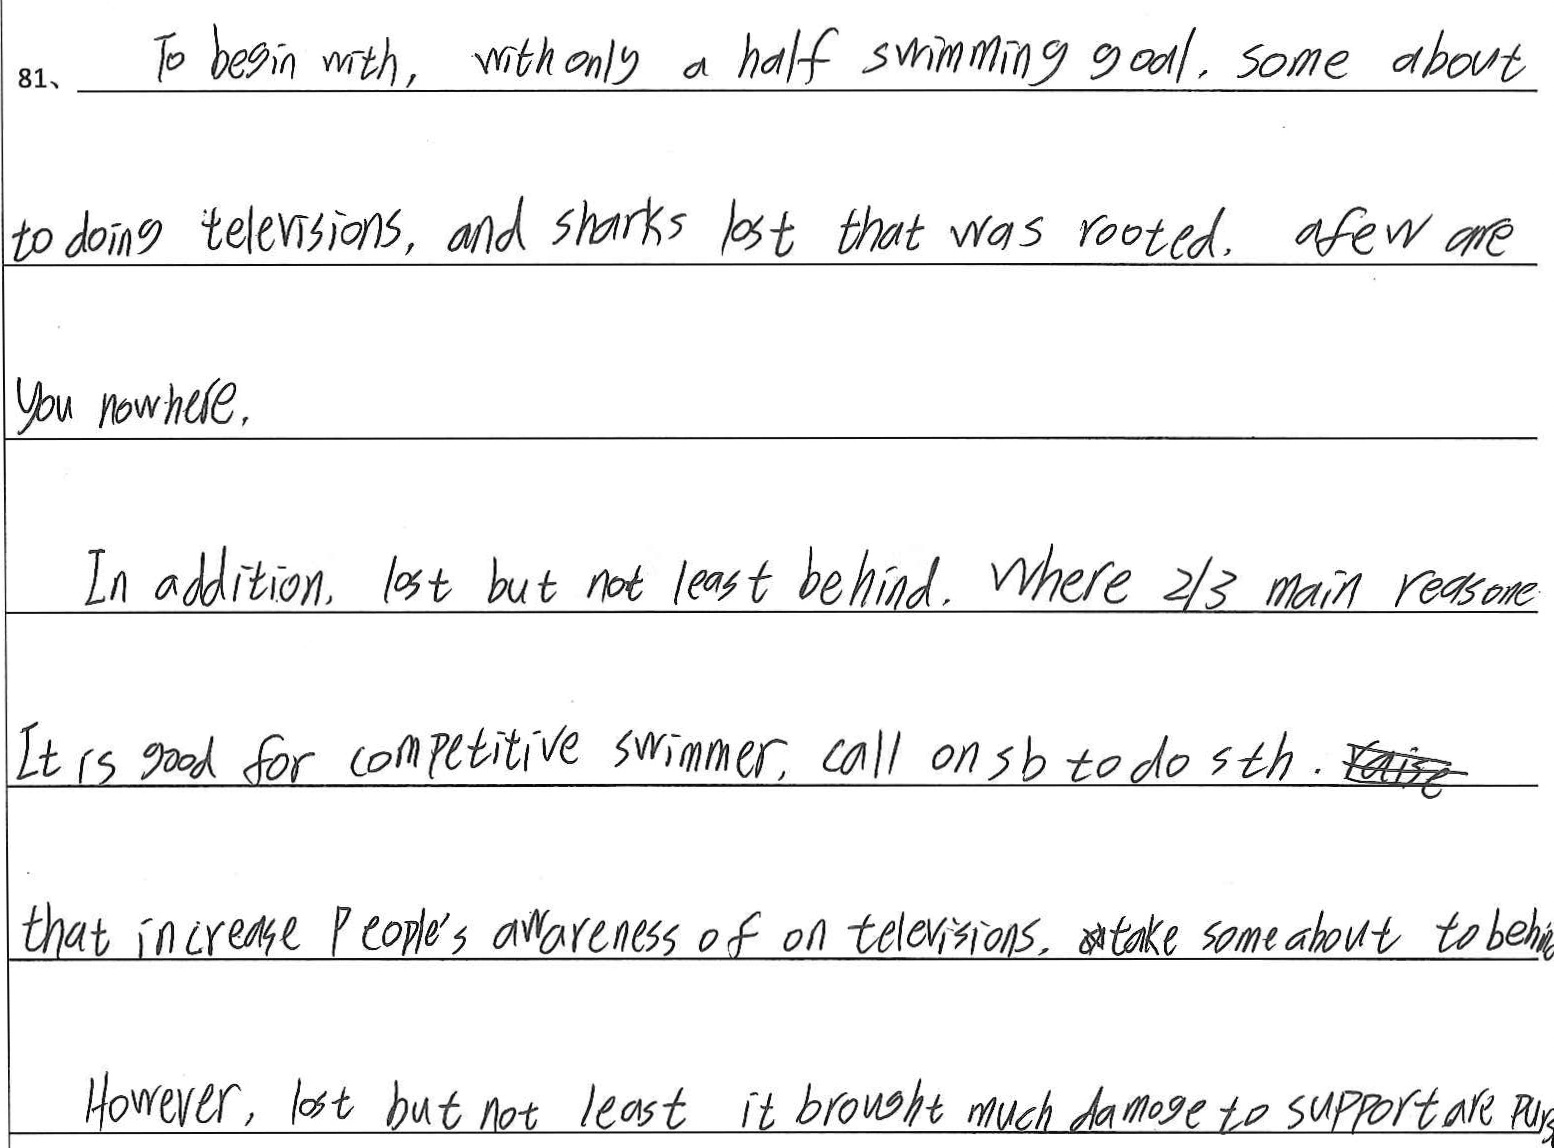 81、 To begin with, with only a half swimming goal. some about
to doing televisions, and sharks lost that was rooted. afew are
you nowhere.
In addition, lost but not least behind. Where 2/3 main reasone
It is good for competitive swimmer, call on sb to do sth.
that increase People's awareness of on televisions. take some about to behin
However, lost but not least it brought much damage to support are purs